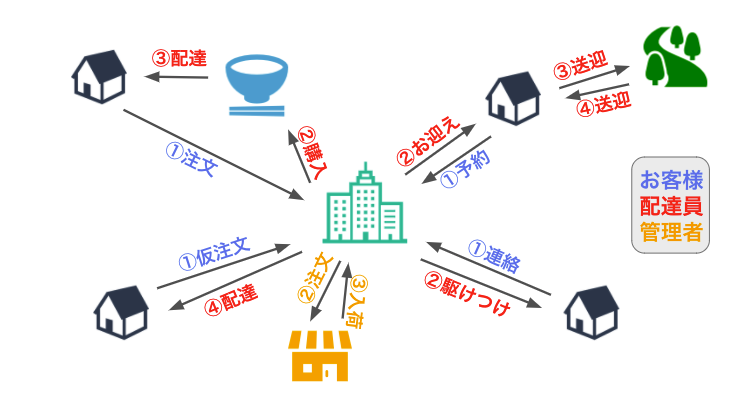 ③配達
①注文
②購入
③送迎
④送迎
②お迎え
①予約
お客様
配達員
管理者
①仮注文
④配達
②注文
③入荷
①連絡
②駆けつけ